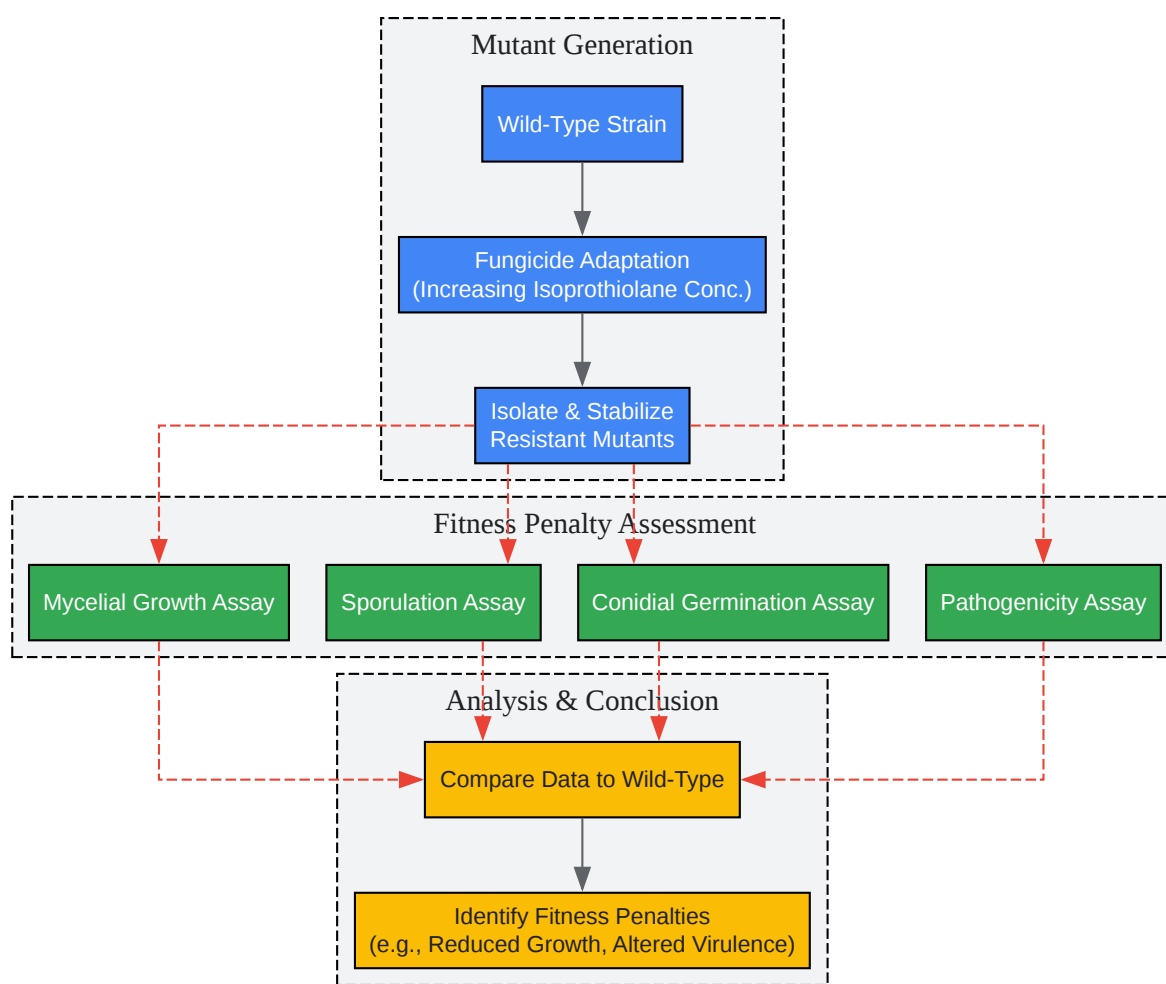 Mutant Generation
Wild-Type Strain
Fungicide Adaptation
(Increasing Isoprothiolane Conc.)
Isolate & Stabilize
Resistant Mutants
Fitness Penalty Assessment
Mycelial Growth Assay
Sporulation Assay
Conidial Germination Assay
Pathogenicity Assay
Analysis & Conclusion
Compare Data to Wild-Type
Identify Fitness Penalties
(e.g., Reduced Growth, Altered Virulence)